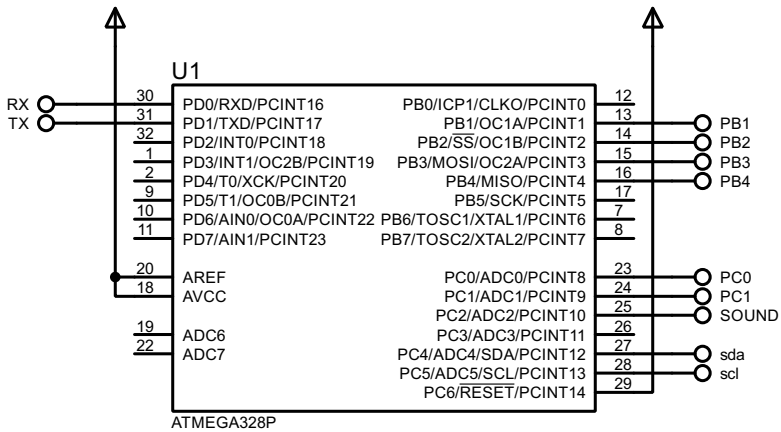 U1
RX 30 PD0/RXD/PCINT16 PB0/ICP1/CLKO/PCINT0 12
TX 31 PD1/TXD/PCINT17 PB1/OC1A/PCINT1 13 PB1
32 PD2/INT0/PCINT18 PB2/SS/OC1B/PCINT2 14 PB2
1 PD3/INT1/OC2B/PCINT19 PB3/MOSI/OC2A/PCINT3 15 PB3
2 PD4/T0/XCK/PCINT20 PB4/MISO/PCINT4 16 PB4
9 PD5/T1/OC0B/PCINT21 PB5/SCK/PCINT5 17
10 PD6/AIN0/OC0A/PCINT22 PB6/TOSC1/XTAL1/PCINT6 7
11 PD7/AIN1/PCINT23 PB7/TOSC2/XTAL2/PCINT7 8
20 AREF PC0/ADC0/PCINT8 23 PC0
18 AVCC PC1/ADC1/PCINT9 24 PC1
PC2/ADC2/PCINT10 25 SOUND
19 ADC6 PC3/ADC3/PCINT11 26
22 ADC7 PC4/ADC4/SDA/PCINT12 27 sda
PC5/ADC5/SCL/PCINT13 28 scl
PC6/RESET/PCINT14 29
ATMEGA328P